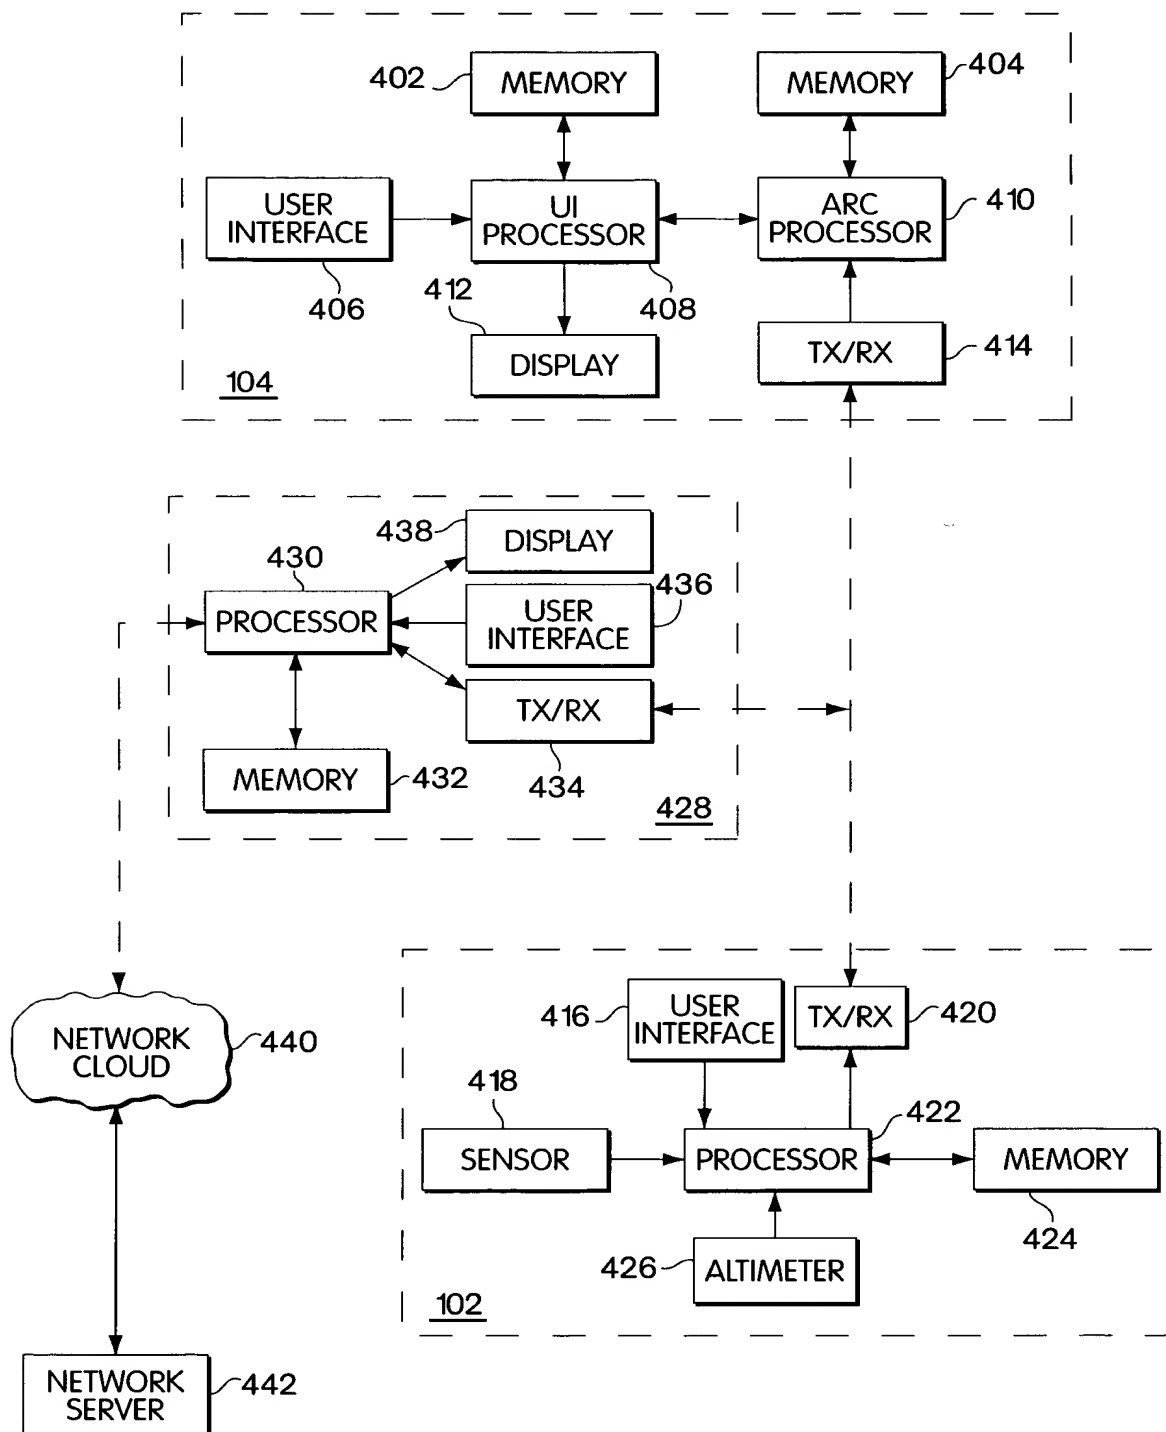 402
MEMORY
MEMORY
404
USER
INTERFACE
406
UI
PROCESSOR
408
ARC
PROCESSOR
410
412
DISPLAY
TX/RX
414
104
438
DISPLAY
430
PROCESSOR
USER
INTERFACE
436
TX/RX
434
MEMORY
432
428
NETWORK
CLOUD
440
416
USER
INTERFACE
TX/RX
420
418
SENSOR
PROCESSOR
422
MEMORY
424
426
ALTIMETER
102
NETWORK
SERVER
442